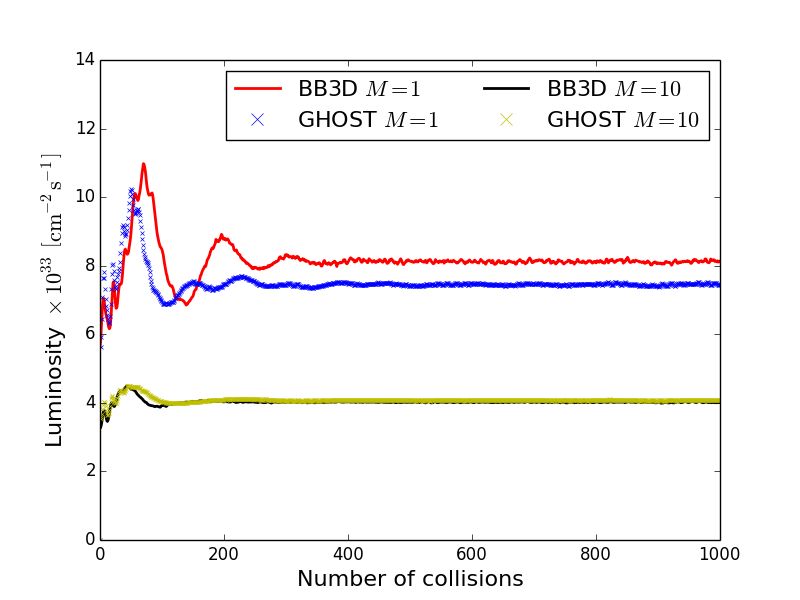 14
12
10
8
6
4
2
0
0 200 400 600 800 1000
Number of collisions
Luminosity × 10^33 [cm^−2 s^−1]
BB3D M=1 BB3D M=10
GHOST M=1 GHOST M=10